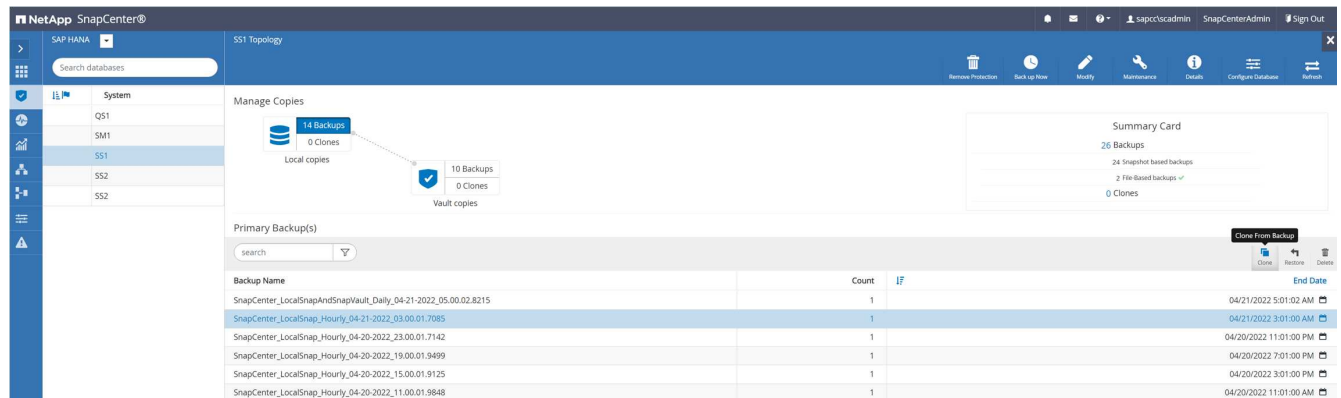 NetApp SnapCenter®
sapcc\scadmin SnapCenterAdmin Sign Out
SAP HANA
SS1 Topology
Search databases
Remove Protection Back up Now Modify Maintenance Details Configure Database Refresh
System
QS1
SM1
SS1
SS2
SS2
Manage Copies
14 Backups
0 Clones
Local copies
10 Backups
0 Clones
Vault copies
Summary Card
26 Backups
24 Snapshot based backups
2 File-Based backups
0 Clones
Primary Backup(s)
Clone From Backup
search
Clone Restore Delete
Backup Name Count End Date
SnapCenter_LocalSnapAndSnapVault_Daily_04-21-2022_05.00.02.8215 1 04/21/2022 5:01:02 AM
SnapCenter_LocalSnap_Hourly_04-21-2022_03.00.01.7085 1 04/21/2022 3:01:00 AM
SnapCenter_LocalSnap_Hourly_04-20-2022_23.00.01.7142 1 04/20/2022 11:01:00 PM
SnapCenter_LocalSnap_Hourly_04-20-2022_19.00.01.9499 1 04/20/2022 7:01:00 PM
SnapCenter_LocalSnap_Hourly_04-20-2022_15.00.01.9125 1 04/20/2022 3:01:00 PM
SnapCenter_LocalSnap_Hourly_04-20-2022_11.00.01.9848 1 04/20/2022 11:01:00 AM